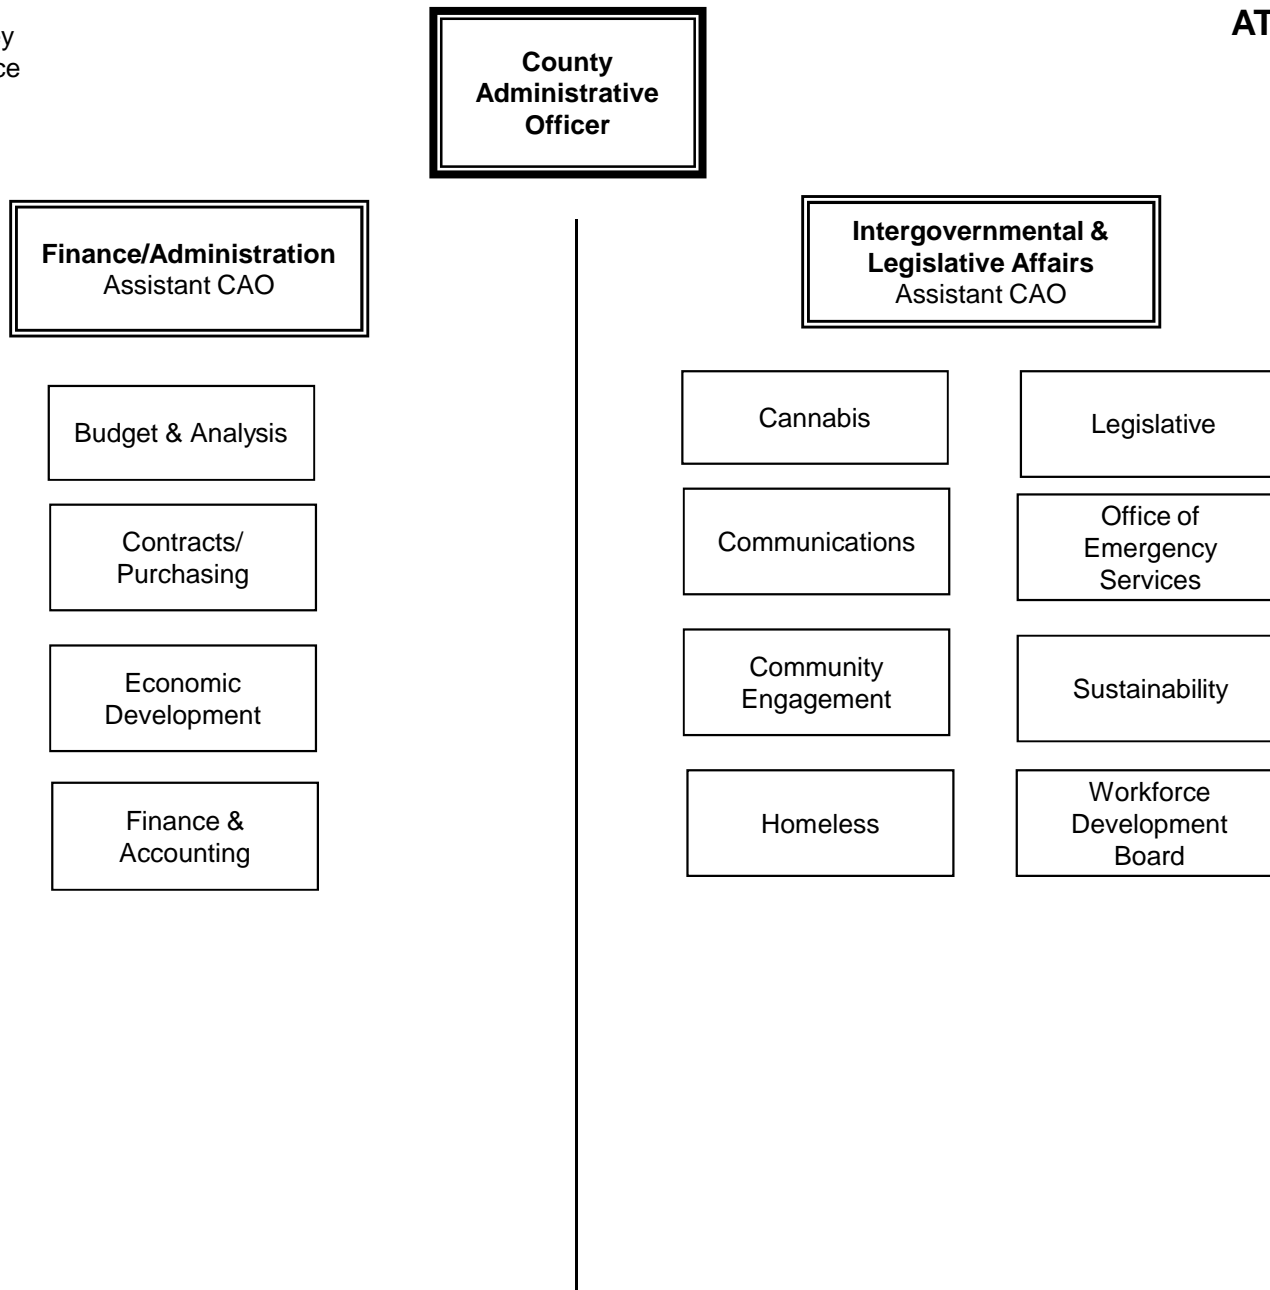 County
Administrative
Officer
Finance/Administration
Assistant CAO
Intergovernmental &
Legislative Affairs
Assistant CAO
Budget & Analysis
Contracts/
Purchasing
Economic
Development
Finance &
Accounting
Cannabis
Communications
Community
Engagement
Homeless
Legislative
Office of
Emergency
Services
Sustainability
Workforce
Development
Board